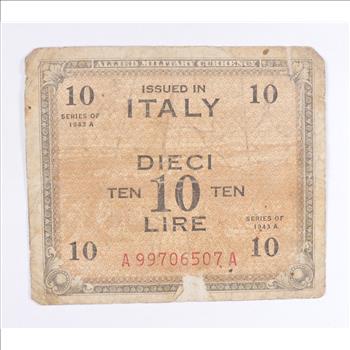 ALLIED MILITARY CURRENCY
10 ISSUED IN 10
ITALY
SERIES OF
1943 A
DIECI
TEN 10 TEN
LIRE
SERIES OF
1943 A
10 10
A 99706507 A